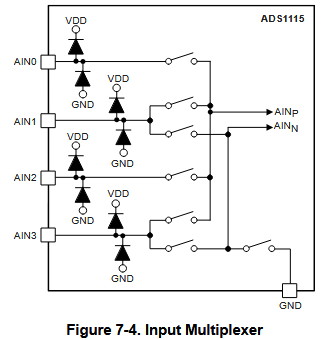 ADS1115
VDD
AIN0
GND
VDD
AIN1
AINP
AINN
GND
VDD
AIN2
GND
VDD
AIN3
GND
GND
Figure 7-4. Input Multiplexer